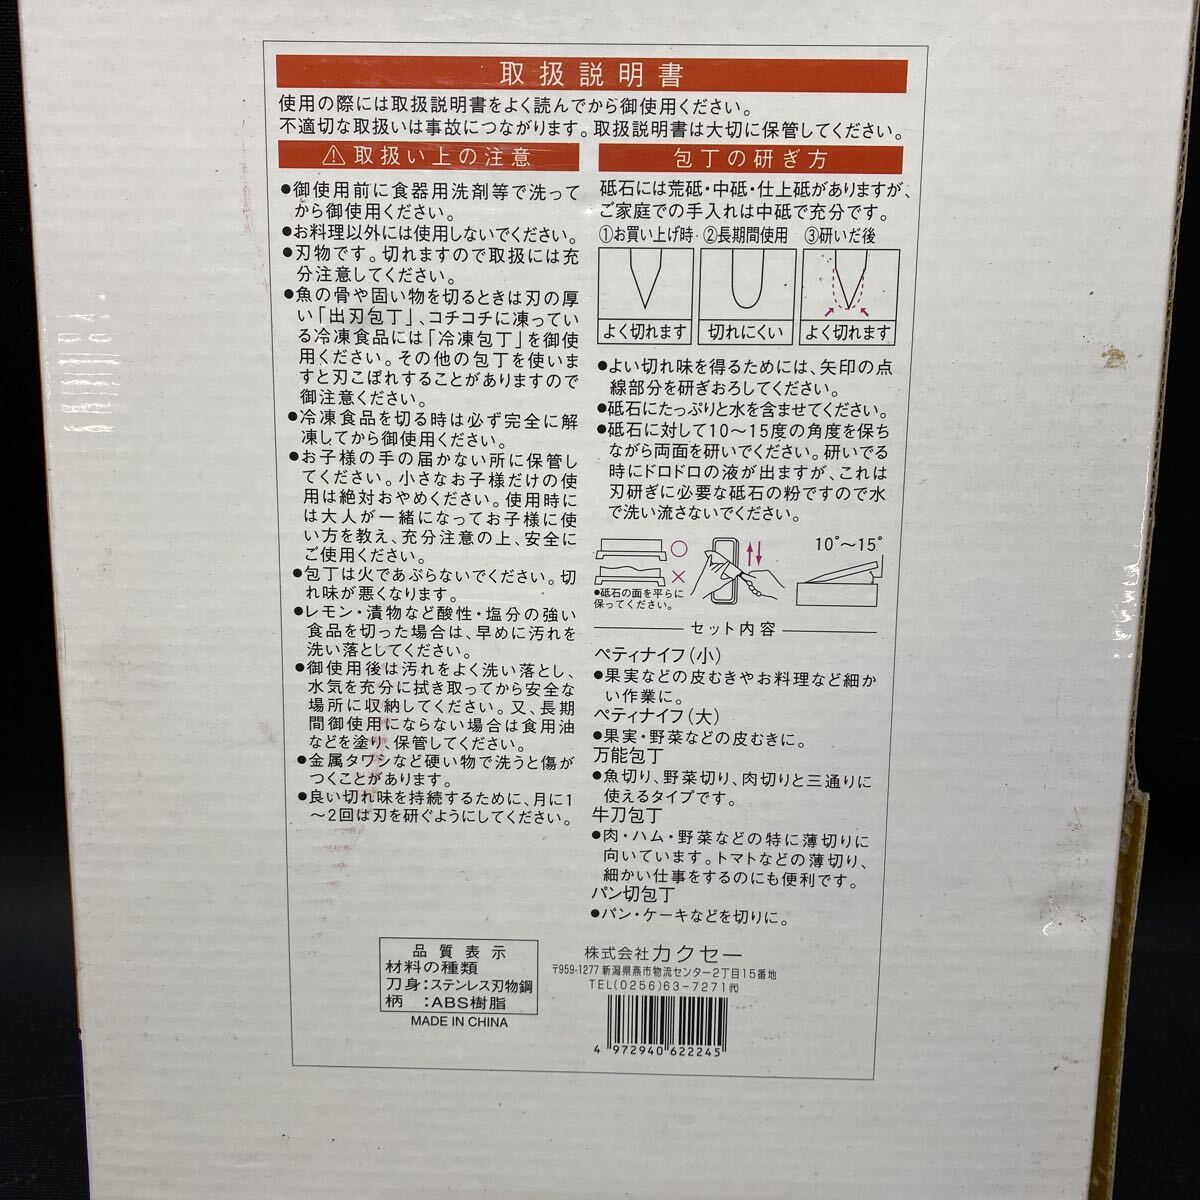 取扱説明書
使用の際には取扱説明書をよく読んでから御使用ください。
不適切な取扱いは事故につながります。取扱説明書は大切に保管してください。
⚠取扱い上の注意
●御使用前に食器用洗剤等で洗って
から御使用ください。
●お料理以外には使用しないでください。
●刃物です。切れますので取扱には充
分注意してください。
●魚の骨や固い物を切るときは刃の厚
い「出刃包丁」、コチコチに凍っている
冷凍食品には「冷凍包丁」を御使
用ください。その他の包丁を使いま
すと刃こぼれすることがありますので
御注意ください。
●冷凍食品を切る時は必ず完全に解
凍してから御使用ください。
●お子様の手の届かない所に保管し
てください。小さなお子様だけの使
用は絶対おやめください。使用時に
は大人が一緒になってお子様に使
い方を教え、充分注意の上、安全に
ご使用ください。
●包丁は火であぶらないでください。切
れ味が悪くなります。
●レモン・漬物など酸性・塩分の強い
食品を切った場合は、早めに汚れを
洗い落としてください。
●御使用後は汚れをよく洗い落とし、
水気を充分に拭き取ってから安全な
場所に収納してください。又、長期
間御使用にならない場合は食用油
などを塗り、保管してください。
●金属タワシなど硬い物で洗うと傷が
つくことがあります。
●良い切れ味を持続するために、月に1
～2回は刃を研ぐようにしてください。
包丁の研ぎ方
砥石には荒砥・中砥・仕上砥がありますが、
ご家庭での手入れは中砥で充分です。
①お買い上げ時 ②長期間使用 ③研いだ後
よく切れます 切れにくい よく切れます
●よい切れ味を得るためには、矢印の点
線部分を研ぎおろしてください。
●砥石にたっぷりと水を含ませてください。
●砥石に対して10～15度の角度を保ち
ながら両面を研いでください。研いでる
時にドロドロの液が出ますが、これは
刃研ぎに必要な砥石の粉ですので水
で洗い流さないでください。
○
×
●砥石の面を平らに
保ってください。
10°～15°
セット内容
ペティナイフ(小)
●果実などの皮むきやお料理など細か
い作業に。
ペティナイフ(大)
●果実・野菜などの皮むきに。
万能包丁
●魚切り、野菜切り、肉切りと三通りに
使えるタイプです。
牛刀包丁
●肉・ハム・野菜などの特に薄切りに
向いています。トマトなどの薄切り、
細かい仕事をするのにも便利です。
パン切包丁
●パン・ケーキなどを切りに。
品質表示
材料の種類
刀身:ステンレス刃物鋼
柄:ABS樹脂
MADE IN CHINA
株式会社カクセー
〒959-1277 新潟県燕市物流センター2丁目15番地
TEL(0256)63-7271㈹
4 972940 622245